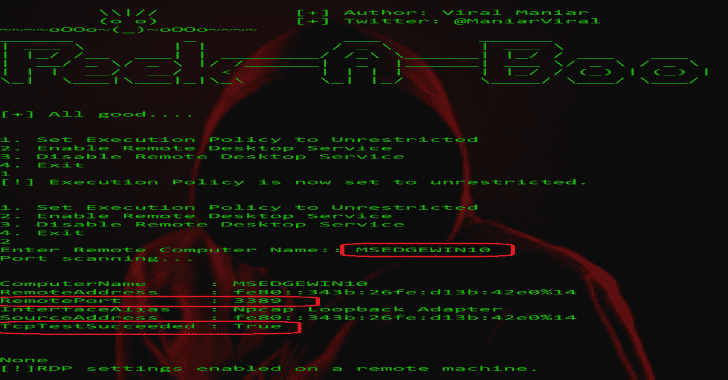 \\|//
[+] Author: Viral Maniar
(o o)
[+] Twitter: @ManiarViral
~~~~~~oOOo~(_)~oOOo~~~~~~
Peek-A-Boo
[+] All good....
1. Set Execution Policy to Unrestricted
2. Enable Remote Desktop Service
3. Disable Remote Desktop Service
4. Exit
1
[!] Execution Policy is now set to unrestricted.
1. Set Execution Policy to Unrestricted
2. Enable Remote Desktop Service
3. Disable Remote Desktop Service
4. Exit
2
Enter Remote Computer Name:: MSEDGEWIN10
Port scanning...
ComputerName : MSEDGEWIN10
RemoteAddress : fe80::343b:26fe:d13b:42e0%14
RemotePort : 3389
InterfaceAlias : Npcap Loopback Adapter
SourceAddress : fe80::343b:26fe:d13b:42e0%14
TcpTestSucceeded : True
None
[!]RDP settings enabled on a remote machine.